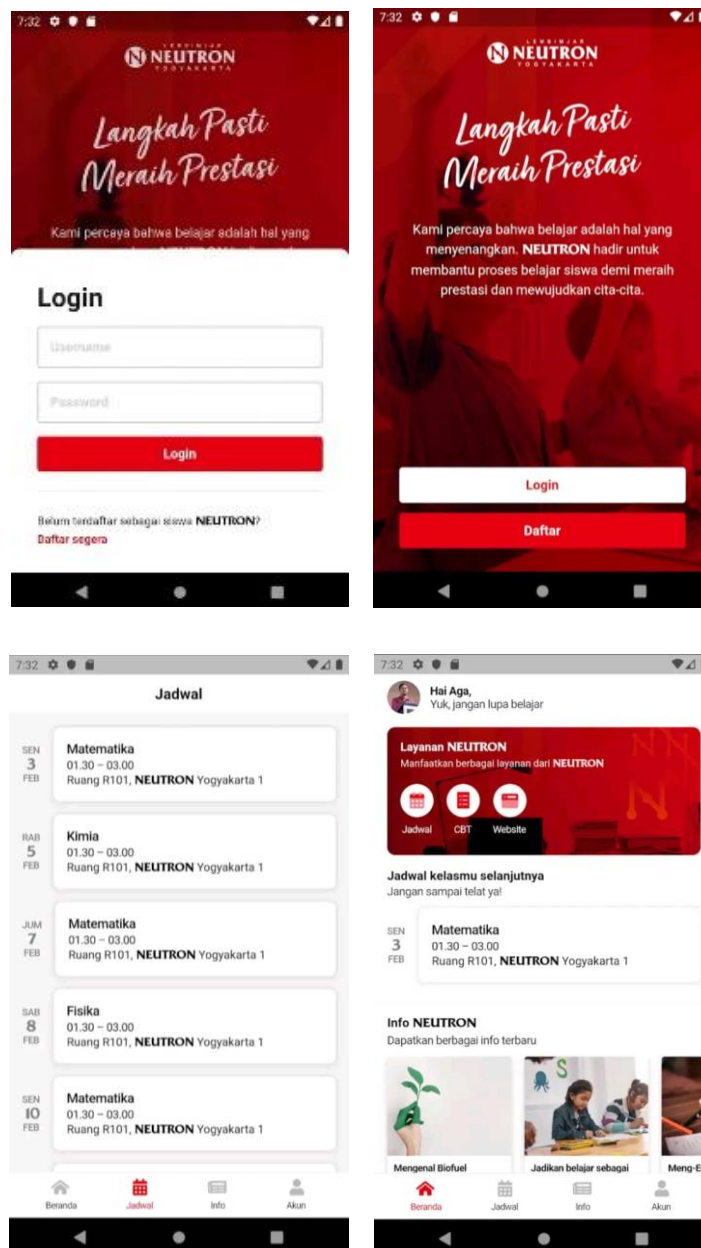 7:32
LEMBIMJAR
NEUTRON
YOGYAKARTA
Langkah Pasti
Meraih Prestasi
Kami percaya bahwa belajar adalah hal yang
Login
Username
Password
Login
Belum terdaftar sebagai siswa NEUTRON?
Daftar segera
7:32
LEMBIMJAR
NEUTRON
YOGYAKARTA
Langkah Pasti
Meraih Prestasi
Kami percaya bahwa belajar adalah hal yang
menyenangkan. NEUTRON hadir untuk
membantu proses belajar siswa demi meraih
prestasi dan mewujudkan cita-cita.
Login
Daftar
7:32
Jadwal
SEN
3
FEB
Matematika
01.30 – 03.00
Ruang R101, NEUTRON Yogyakarta 1
RAB
5
FEB
Kimia
01.30 – 03.00
Ruang R101, NEUTRON Yogyakarta 1
JUM
7
FEB
Matematika
01.30 – 03.00
Ruang R101, NEUTRON Yogyakarta 1
SAB
8
FEB
Fisika
01.30 – 03.00
Ruang R101, NEUTRON Yogyakarta 1
SEN
10
FEB
Matematika
01.30 – 03.00
Ruang R101, NEUTRON Yogyakarta 1
Beranda Jadwal Info Akun
7:32
Hai Aga,
Yuk, jangan lupa belajar
Layanan NEUTRON
Manfaatkan berbagai layanan dari NEUTRON
Jadwal CBT Website
Jadwal kelasmu selanjutnya
Jangan sampai telat ya!
SEN
3
FEB
Matematika
01.30 – 03.00
Ruang R101, NEUTRON Yogyakarta 1
Info NEUTRON
Dapatkan berbagai info terbaru
S
Mengenal Biofuel
Jadikan belajar sebagai
Meng-E
Beranda Jadwal Info Akun